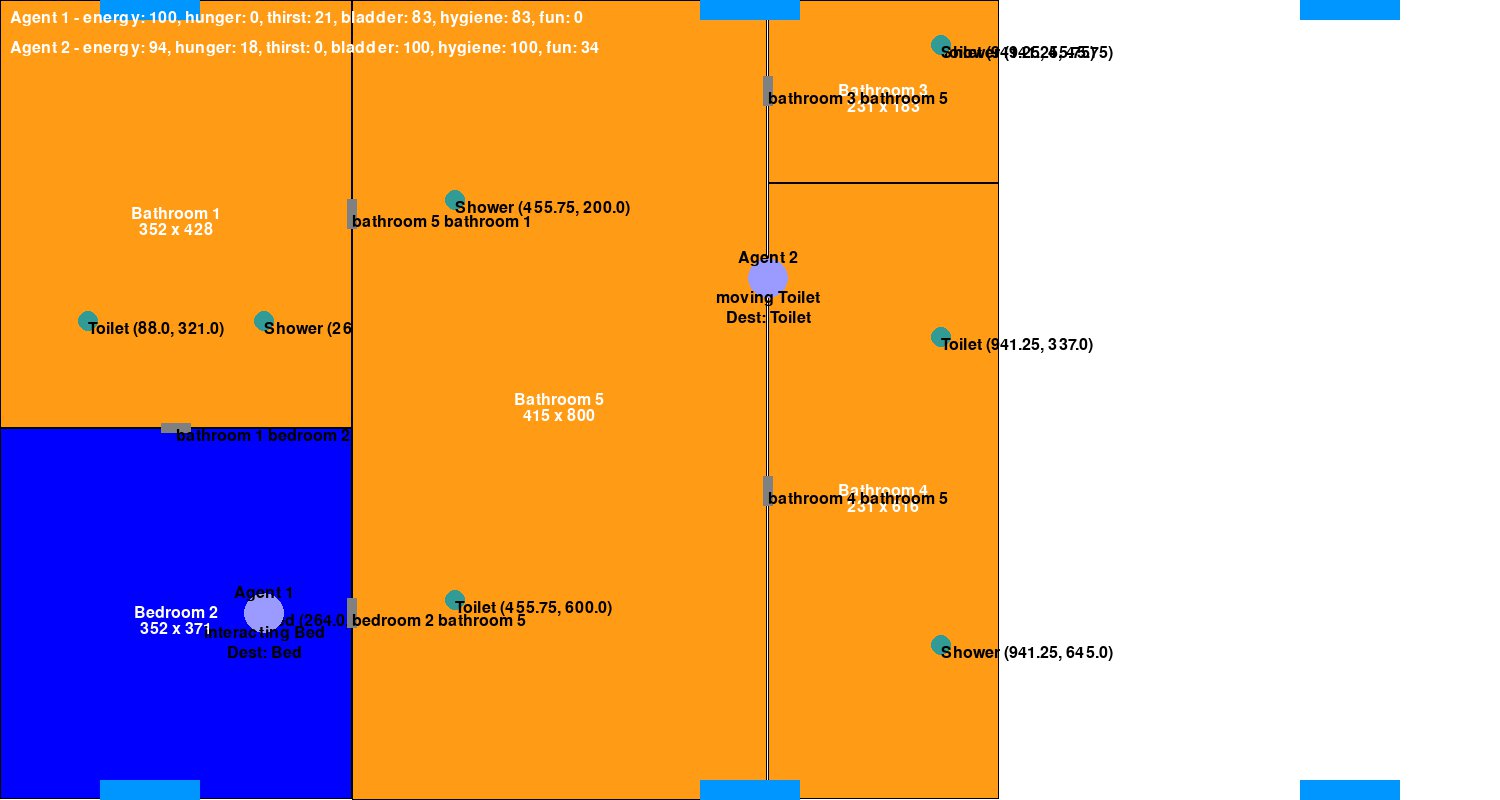 Agent 1 - energy: 100, hunger: 0, thirst: 21, bladder: 83, hygiene: 83, fun: 0
Agent 2 - energy: 94, hunger: 18, thirst: 0, bladder: 100, hygiene: 100, fun: 34
Bathroom 3
231 x 183
bathroom 3 bathroom 5
Shower (455.75, 200.0)
Bathroom 1
352 x 428
bathroom 5 bathroom 1
Agent 2
moving Toilet
Dest: Toilet
Toilet (88.0, 321.0)
Shower (26
Toilet (941.25, 337.0)
Bathroom 5
415 x 800
bathroom 1 bedroom 2
Bathroom 4
231 x 616
bathroom 4 bathroom 5
Agent 1
Toilet (455.75, 600.0)
Bedroom 2
352 x 371
(264.0
bedroom 2 bathroom 5
interacting Bed
Dest: Bed
Shower (941.25, 645.0)